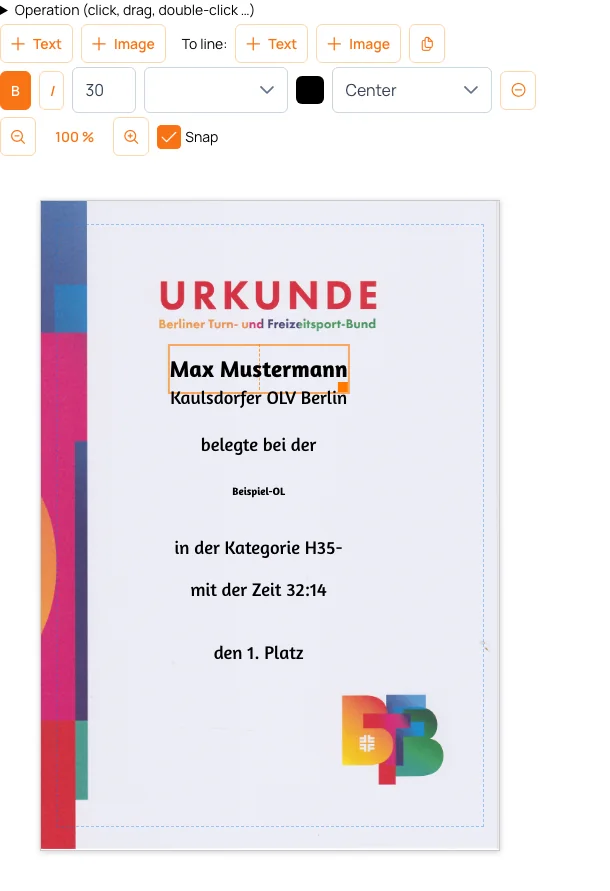 Operation (click, drag, double-click ...)
Text Image To line: Text Image
B I 30 Center
100 % Snap
URKUNDE
Berliner Turn- und Freizeitsport-Bund
Max Mustermann
Kaulsdorfer OLV Berlin
belegte bei der
Beispiel-OL
in der Kategorie H35-
mit der Zeit 32:14
den 1. Platz
BTFB